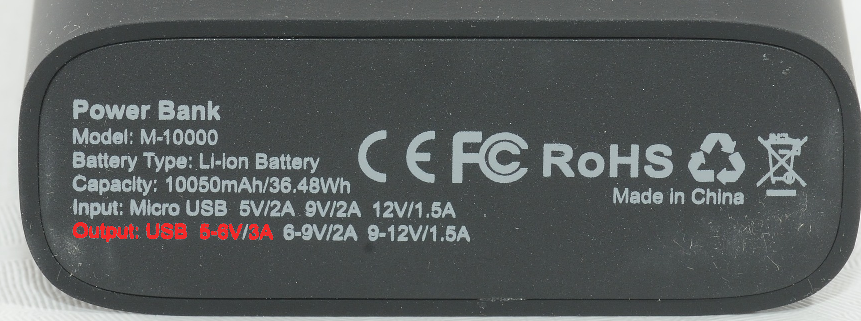 Power Bank
Model: M-10000
Battery Type: Li-ion Battery
Capacity: 10050mAh/36.48Wh
Input: Micro USB 5V/2A 9V/2A 12V/1.5A
Output: USB 5-6V/3A 6-9V/2A 9-12V/1.5A
CE FC RoHS
Made in China